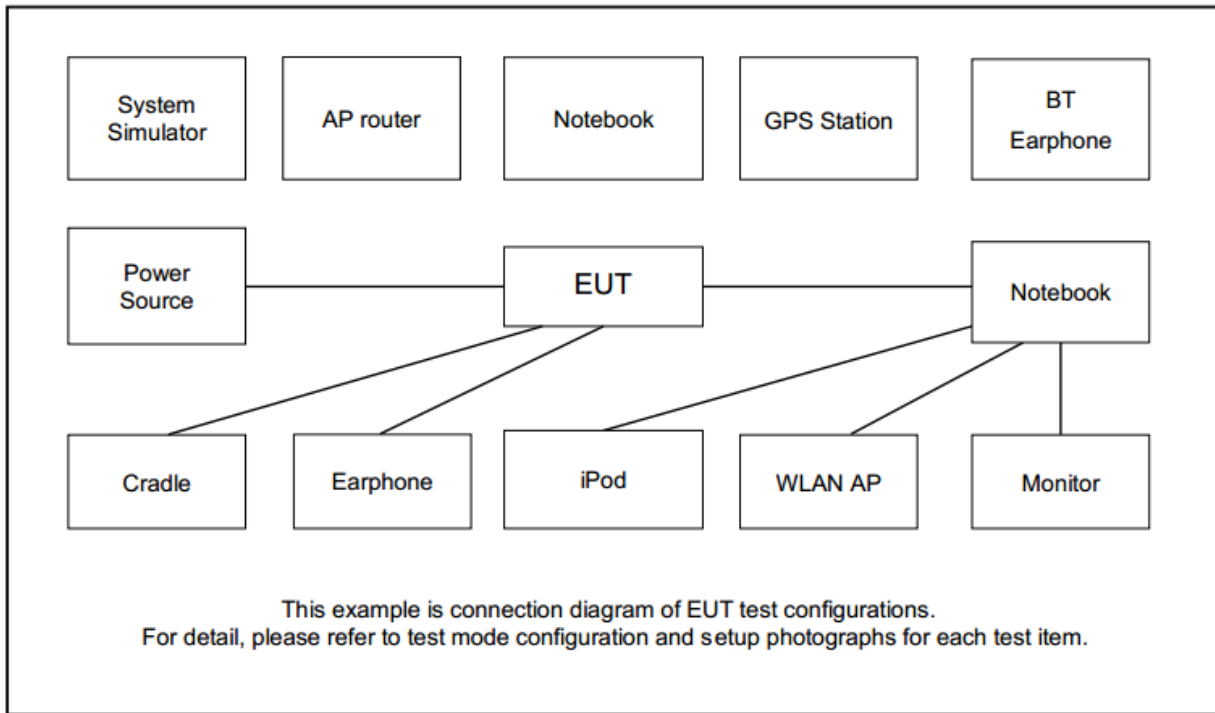 System
Simulator
AP router
Notebook
GPS Station
BT
Earphone
Power
Source
EUT
Notebook
Cradle
Earphone
iPod
WLAN AP
Monitor
This example is connection diagram of EUT test configurations.
For detail, please refer to test mode configuration and setup photographs for each test item.